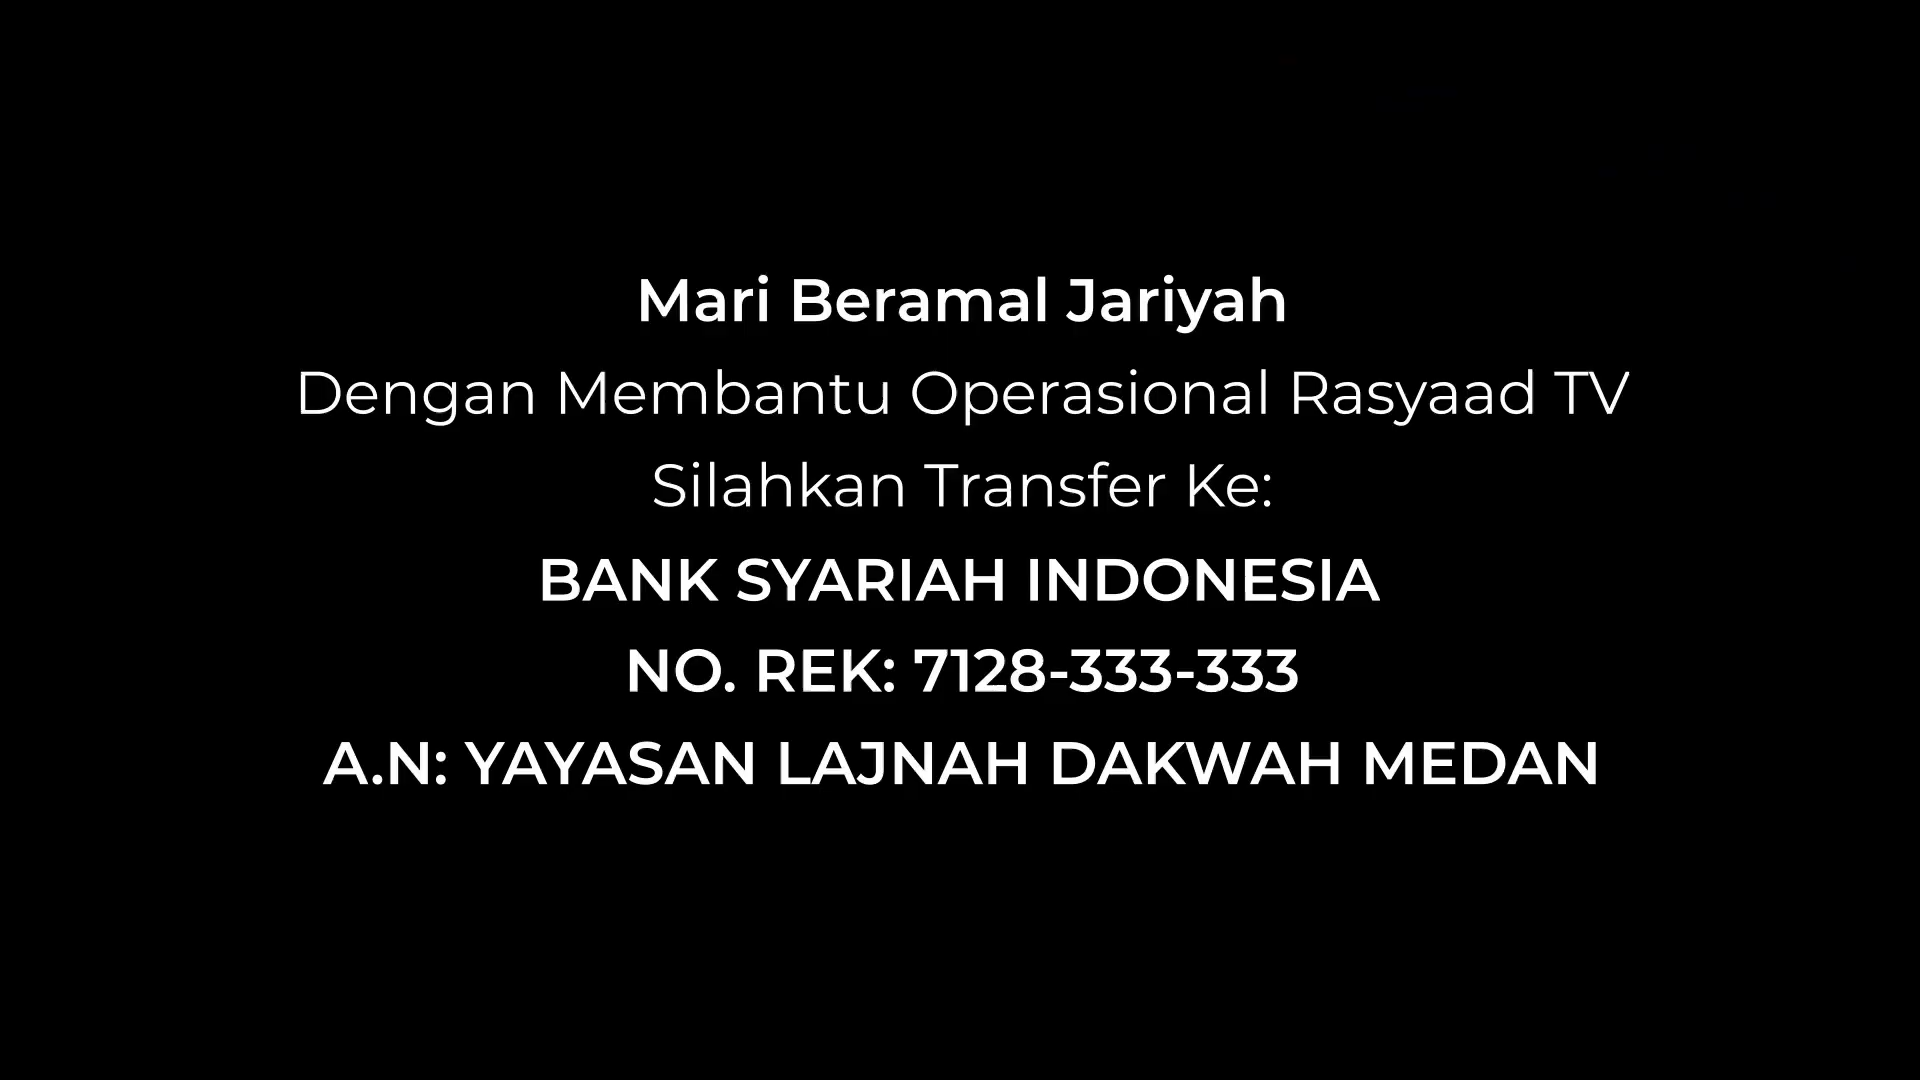 Mari Beramal Jariyah
Dengan Membantu Operasional Rasyaad TV
Silahkan Transfer Ke:
BANK SYARIAH INDONESIA
NO. REK: 7128-333-333
A.N: YAYASAN LAJNAH DAKWAH MEDAN